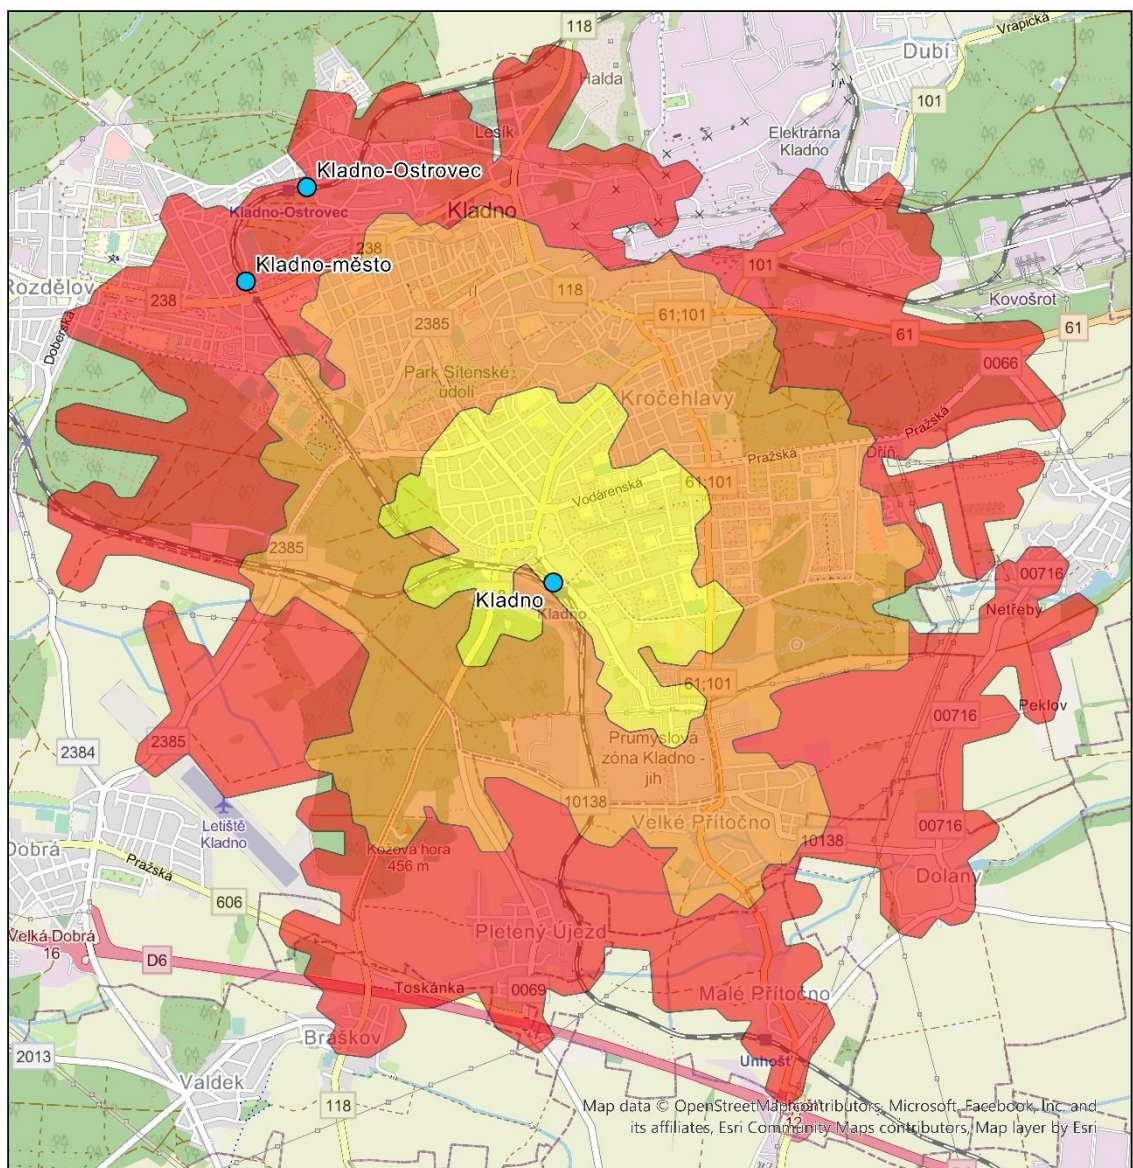 118
Vrapická
Dubí
Halda
101
Lesík
Elektrárna
Kladno
Kladno-Ostrovec
Kladno-Ostrovec
Kladno
238
Kladno-město
101
Rozdělov
238
118
Kovošrot
2385
61;101
61
61
Doberská
0066
Park Sítenské
údolí
Kročehlavy
Pražská
Dříň
Pražská
61;101
Vodárenská
2385
00716
Kladno
Kladno
Netřeby
61;101
Peklov
00716
2385
2384
Průmyslová
zóna Kladno -
jih
Letiště
Kladno
10138
Velké Přítočno
00716
10138
Dobrá
Kožová hora
456 m
Pražská
Dolany
606
Pletený Újezd
Velká Dobrá
16
D6
Toskánka
0069
Malé Přítočno
Braškov
2013
Unhošť
Valdek
118
Map data © OpenStreetMap contributors, Microsoft, Facebook, Inc. and
its affiliates, Esri Community Maps contributors, Map layer by Esri
12